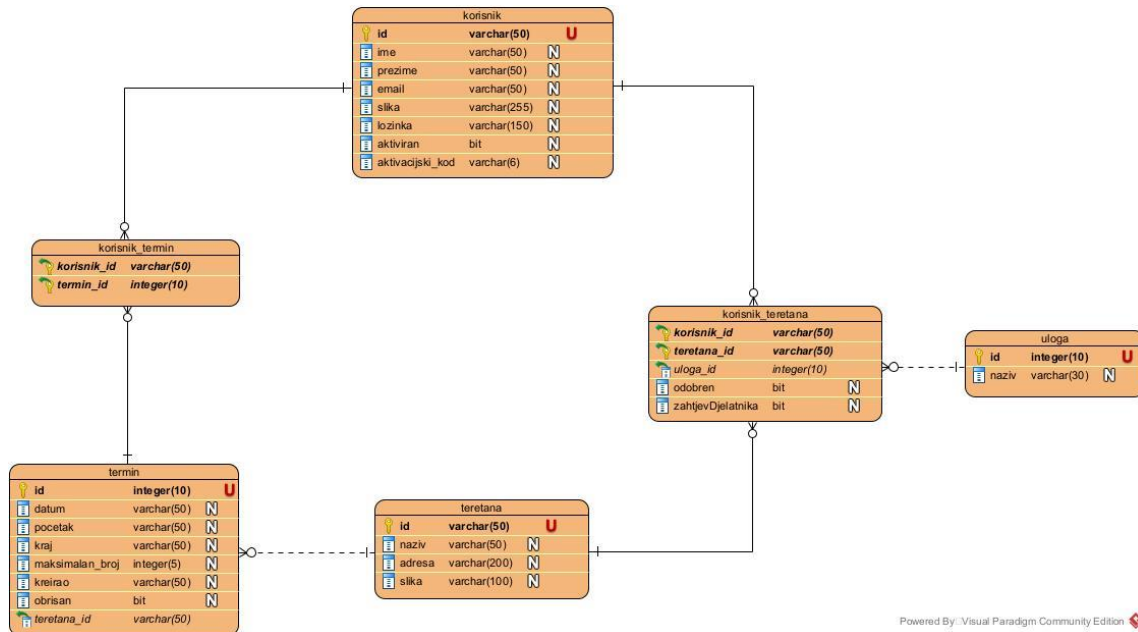 korisnik
id varchar(50) U
ime varchar(50) N
prezime varchar(50) N
email varchar(50) N
slika varchar(255) N
lozinka varchar(150) N
aktiviran bit N
aktivacijski_kod varchar(6) N
korisnik_termin
korisnik_id varchar(50)
termin_id integer(10)
korisnik_teretana
korisnik_id varchar(50)
teretana_id varchar(50)
uloga_id integer(10)
odobren bit N
zahtjevDjelatnika bit N
uloga
id integer(10) U
naziv varchar(30) N
termin
id integer(10) U
datum varchar(50) N
pocetak varchar(50) N
kraj varchar(50) N
maksimalan_broj integer(5) N
kreirao varchar(50) N
obrisan bit N
teretana_id varchar(50)
teretana
id varchar(50) U
naziv varchar(50) N
adresa varchar(200) N
slika varchar(100) N
Powered By Visual Paradigm Community Edition